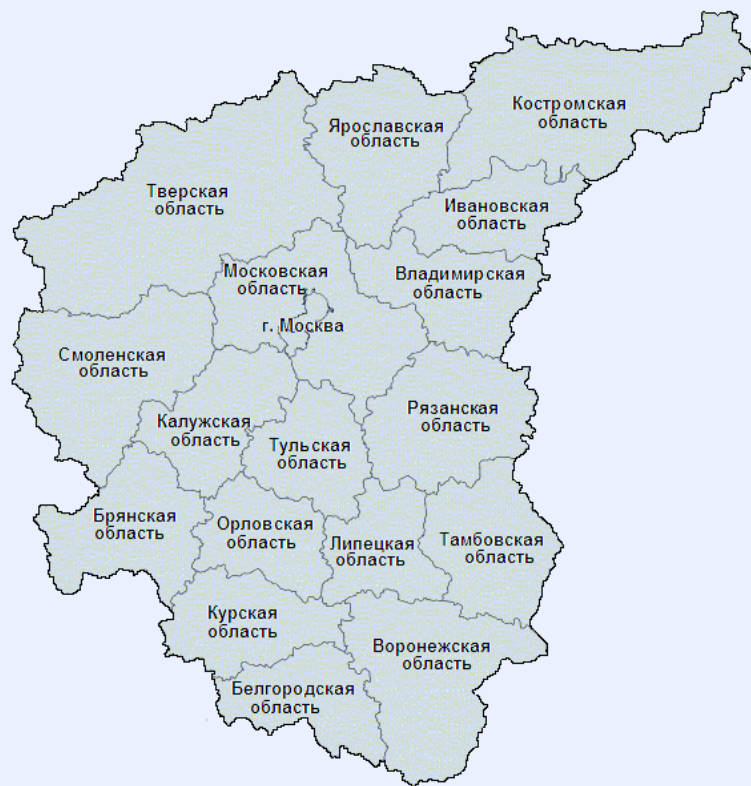 Костромская
область
Ярославская
область
Тверская
область
Ивановская
область
Московская
область
Владимирская
область
г. Москва
Смоленская
область
Калужская
область
Рязанская
область
Тульская
область
Брянская
область
Орловская
область
Липецкая
область
Тамбовская
область
Курская
область
Воронежская
область
Белгородская
область